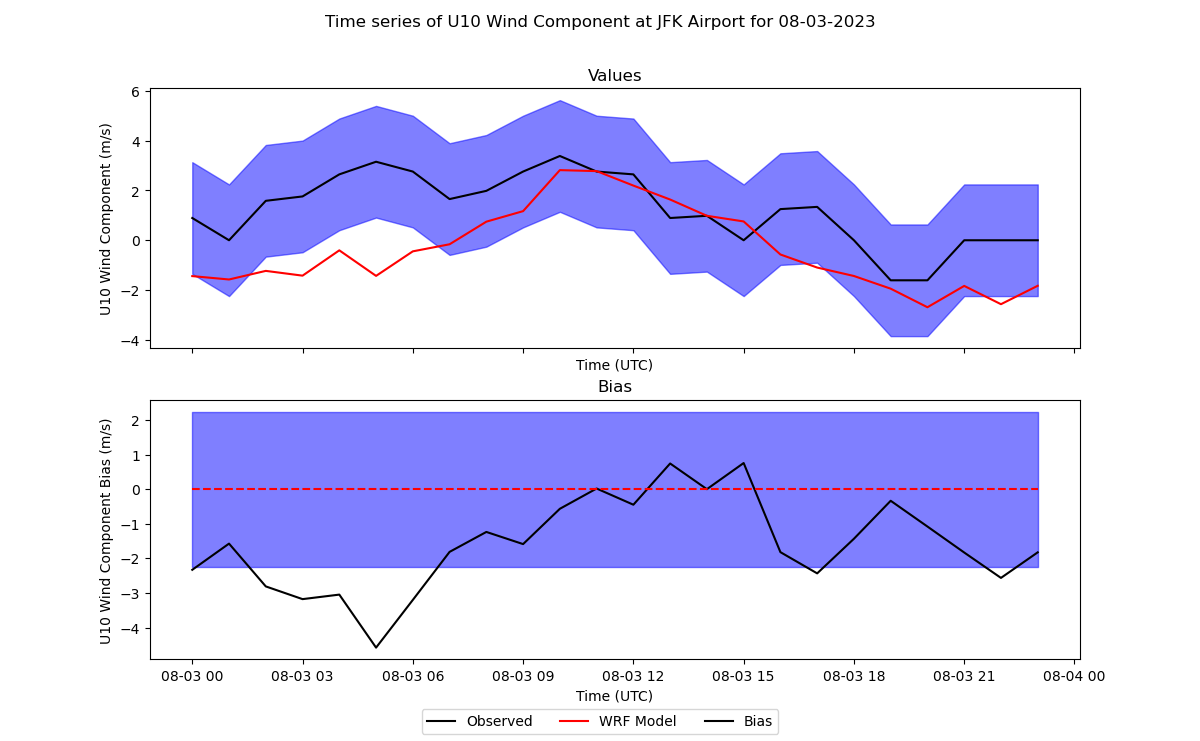 Time series of U10 Wind Component at JFK Airport for 08-03-2023
Values
U10 Wind Component (m/s)
6
4
2
0
−2
−4
Time (UTC)
Bias
U10 Wind Component Bias (m/s)
2
1
0
−1
−2
−3
−4
08-03 00 08-03 03 08-03 06 08-03 09 08-03 12 08-03 15 08-03 18 08-03 21 08-04 00
Time (UTC)
Observed WRF Model Bias